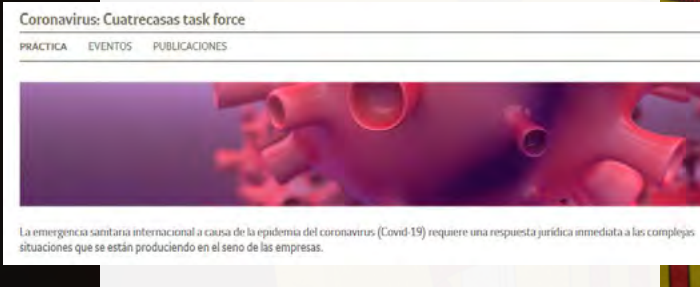 Coronavirus: Cuatrecasas task force
PRÁCTICA EVENTOS PUBLICACIONES
La emergencia sanitaria internacional a causa de la epidemia del coronavirus (Covid-19) requiere una respuesta jurídica inmediata a las complejas
situaciones que se están produciendo en el seno de las empresas.